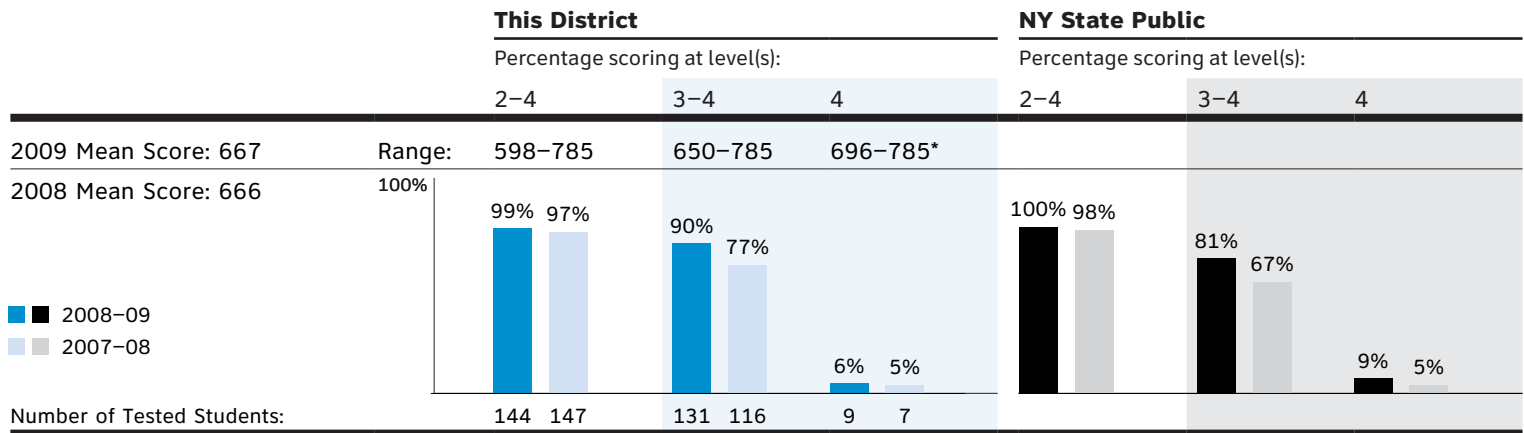 This District NY State Public
Percentage scoring at level(s): Percentage scoring at level(s):
2–4 3–4 4 2–4 3–4 4
2009 Mean Score: 667 Range: 598–785 650–785 696–785*
2008 Mean Score: 666 100%
99% 97% 90% 77% 6% 5% 100% 98% 81% 67% 9% 5%
2008–09
2007–08
Number of Tested Students: 144 147 131 116 9 7